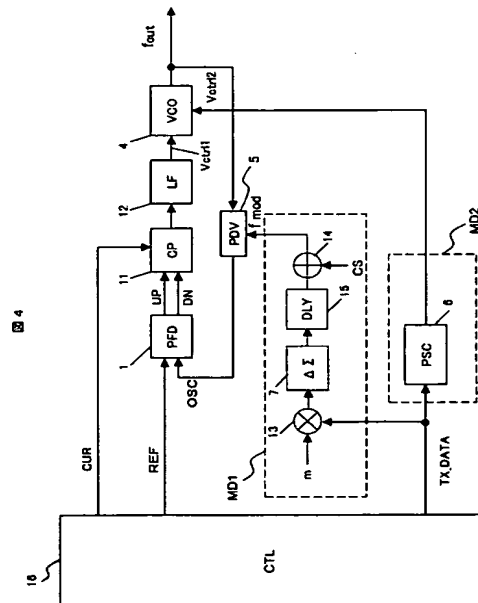 図 4
16
CTL
CUR
REF
TX_DATA
1
PFD
UP
DN
OSC
11
CP
12
LF
Vctrl1
4
VCO
fout
Vctrl2
5
PDV
f_mod
MD1
m
13
7
ΔΣ
15
DLY
14
CS
MD2
6
PSC